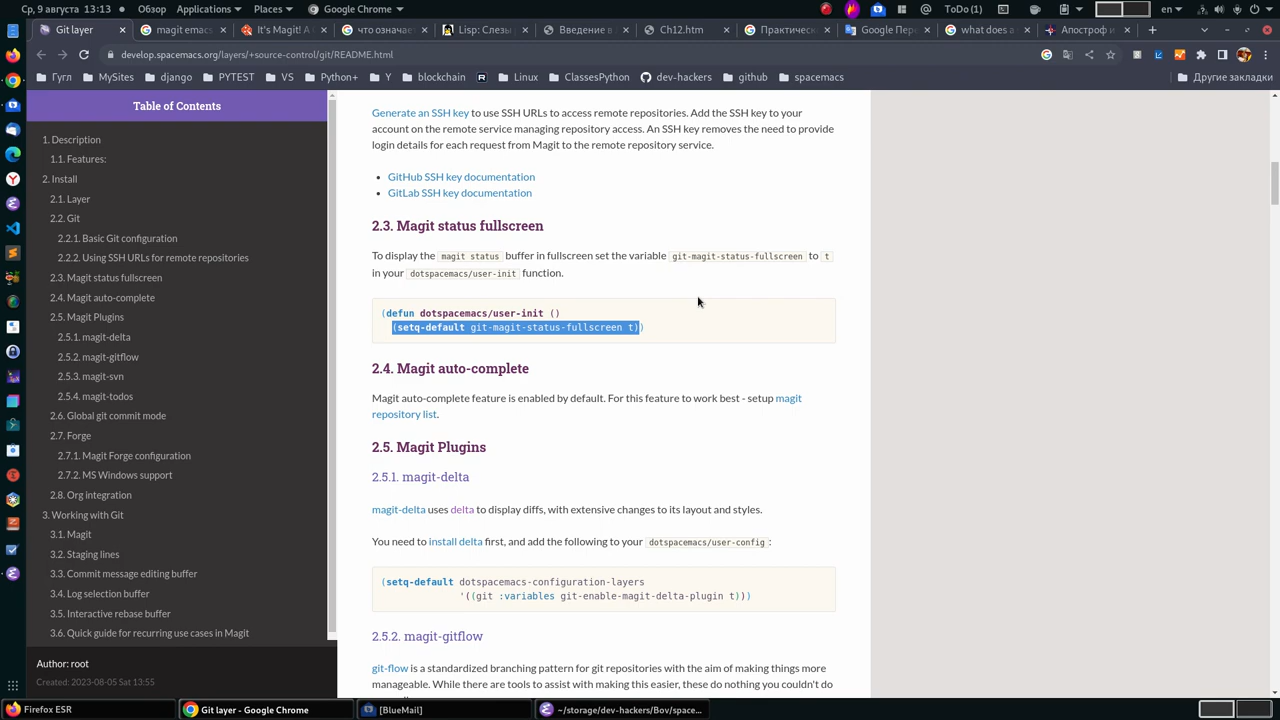 Ср, 9 августа 13:13
Обзор
Applications
Places
Google Chrome
ToDo (1)
en
Git layer
magit emacs
It's Magit! A
что означает
Lisp: Слезы
Введение в
Ch12.htm
Практичес
Google Пере
what does a
Апостроф и
develop.spacemacs.org/layers/+source-control/git/README.html
Гугл
MySites
django
PYTEST
VS
Python+
Y
blockchain
Linux
ClassesPython
dev-hackers
github
spacemacs
Другие закладки
Table of Contents
1. Description
1.1. Features:
2. Install
2.1. Layer
2.2. Git
2.2.1. Basic Git configuration
2.2.2. Using SSH URLs for remote repositories
2.3. Magit status fullscreen
2.4. Magit auto-complete
2.5. Magit Plugins
2.5.1. magit-delta
2.5.2. magit-gitflow
2.5.3. magit-svn
2.5.4. magit-todos
2.6. Global git commit mode
2.7. Forge
2.7.1. Magit Forge configuration
2.7.2. MS Windows support
2.8. Org integration
3. Working with Git
3.1. Magit
3.2. Staging lines
3.3. Commit message editing buffer
3.4. Log selection buffer
3.5. Interactive rebase buffer
3.6. Quick guide for recurring use cases in Magit
Author: root
Created: 2023-08-05 Sat 13:55
Generate an SSH key to use SSH URLs to access remote repositories. Add the SSH key to your
account on the remote service managing repository access. An SSH key removes the need to provide
login details for each request from Magit to the remote repository service.
• GitHub SSH key documentation
• GitLab SSH key documentation
2.3. Magit status fullscreen
To display the magit status buffer in fullscreen set the variable git-magit-status-fullscreen to t
in your dotspacemacs/user-init function.
(defun dotspacemacs/user-init ()
(setq-default git-magit-status-fullscreen t))
2.4. Magit auto-complete
Magit auto-complete feature is enabled by default. For this feature to work best - setup magit
repository list.
2.5. Magit Plugins
2.5.1. magit-delta
magit-delta uses delta to display diffs, with extensive changes to its layout and styles.
You need to install delta first, and add the following to your dotspacemacs/user-config:
(setq-default dotspacemacs-configuration-layers
'((git :variables git-enable-magit-delta-plugin t)))
2.5.2. magit-gitflow
git-flow is a standardized branching pattern for git repositories with the aim of making things more
manageable. While there are tools to assist with making this easier, these do nothing you couldn't do
Firefox ESR
Git layer - Google Chrome
[BlueMail]
~/storage/dev-hackers/Bov/space...